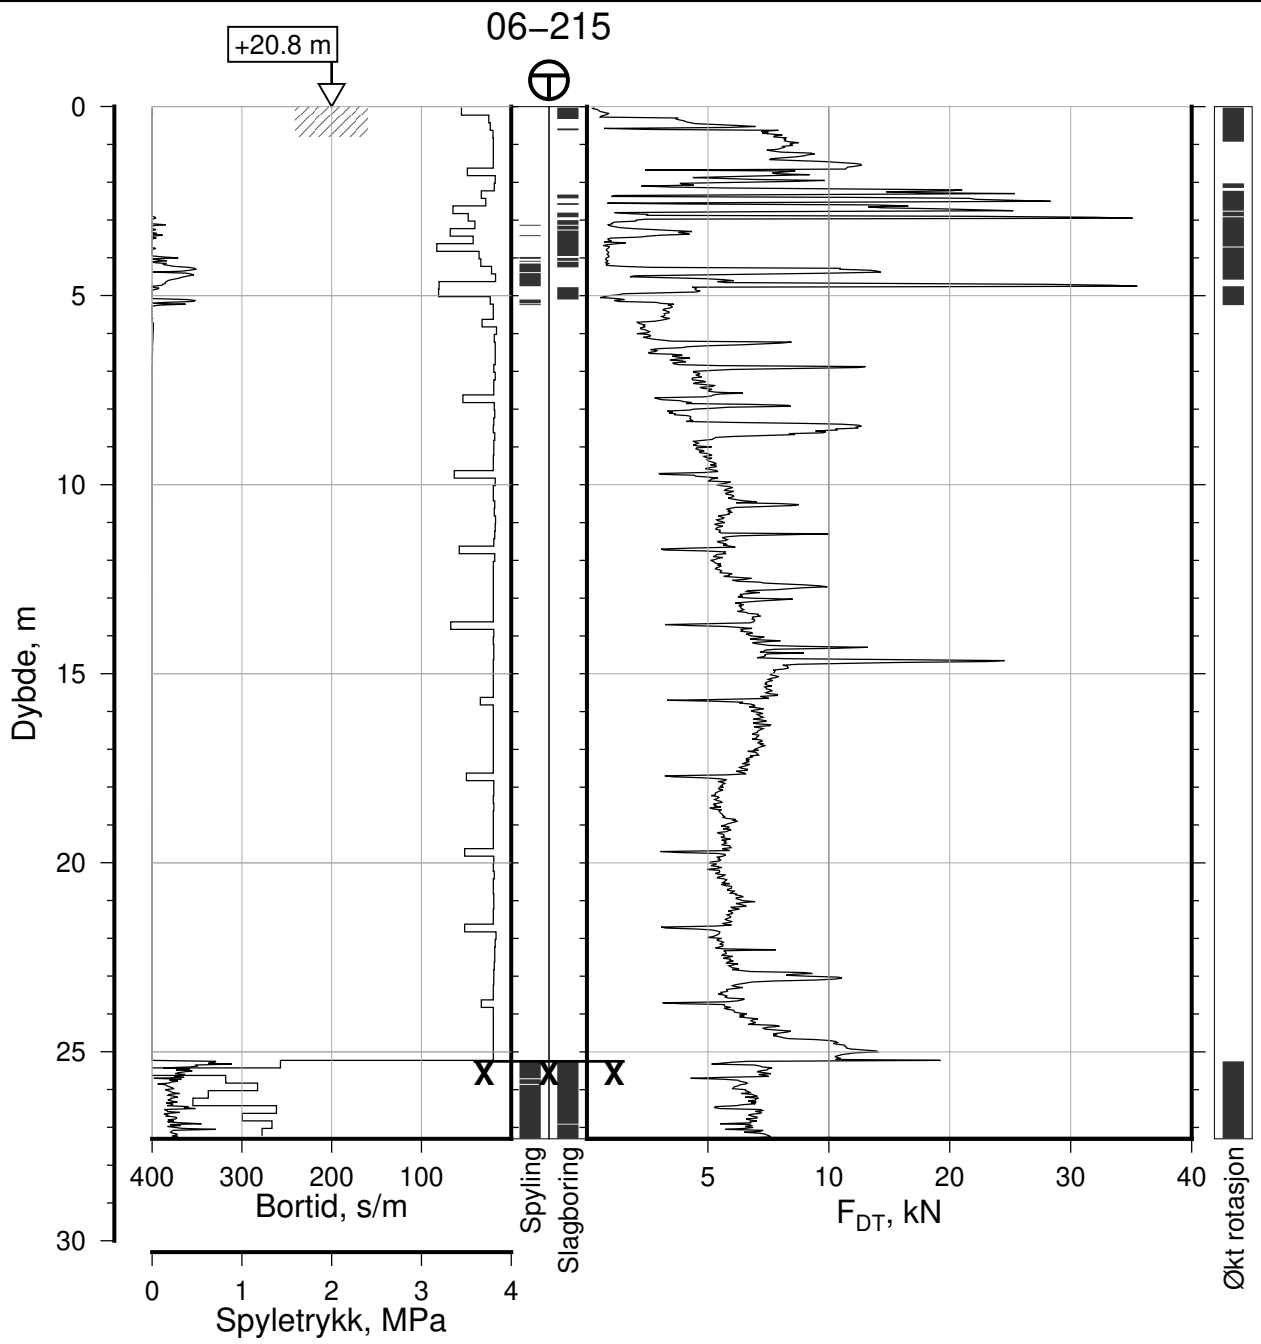 06–215
+20.8 m
0
5
10
15
20
25
30
Dybde, m
400 300 200 100
Bortid, s/m
0 1 2 3 4
Spyletrykk, MPa
X X X
Spyling
Slagboring
5 10 20 30 40
FDT, kN
Økt rotasjon